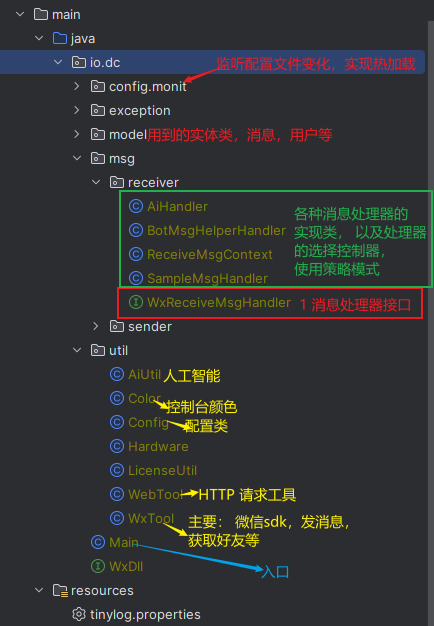 main
java
io.dc
监听配置文件变化，实现热加载
config.monit
exception
model用到的实体类，消息，用户等
msg
receiver
AiHandler
BotMsgHelperHandler
ReceiveMsgContext
SampleMsgHandler
各种消息处理器的
实现类， 以及处理器
的选择控制器，
使用策略模式
WxReceiveMsgHandler 1 消息处理器接口
sender
util
AiUtil 人工智能
Color 控制台颜色
Config 配置类
Hardware
LicenseUtil
WebTool HTTP 请求工具
WxTool 主要： 微信sdk，发消息，
获取好友等
Main
入口
WxDll
resources
tinylog.properties